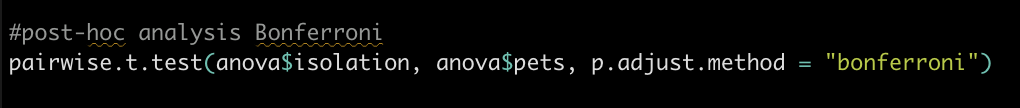 #post-hoc analysis Bonferroni
pairwise.t.test(anova$isolation, anova$pets, p.adjust.method = "bonferroni")